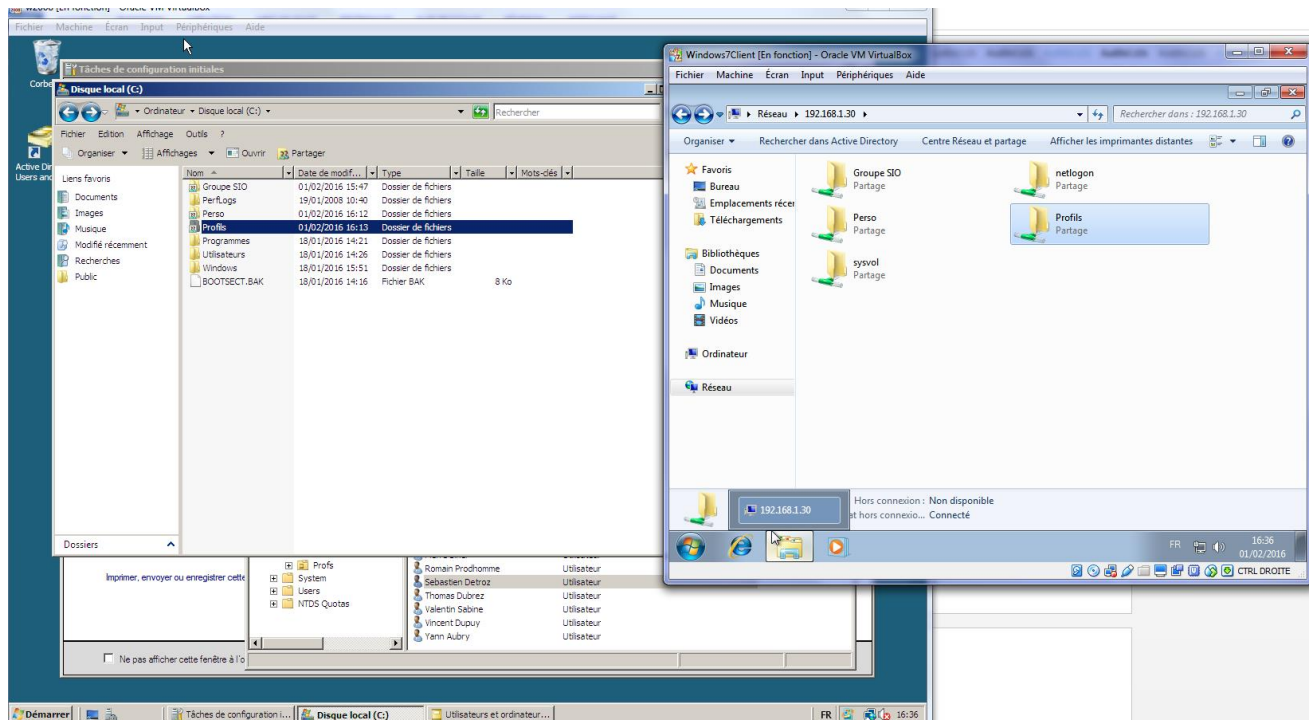 [En fonction] - Oracle VM VirtualBox
Fichier Machine Écran Input Périphériques Aide
Tâches de configuration initiales
Disque local (C:)
Ordinateur Disque local (C:)
Rechercher
Fichier Edition Affichage Outils ?
Organiser Affichages Ouvrir Partager
Liens favoris
Documents
Images
Musique
Modifié récemment
Recherches
Public
Dossiers
Nom Date de modif... Type Taille Mots-clés
Groupe SIO 01/02/2016 15:47 Dossier de fichiers
PerfLogs 19/01/2008 10:40 Dossier de fichiers
Perso 01/02/2016 16:12 Dossier de fichiers
Profils 01/02/2016 16:13 Dossier de fichiers
Programmes 18/01/2016 14:21 Dossier de fichiers
Utilisateurs 18/01/2016 14:26 Dossier de fichiers
Windows 18/01/2016 15:51 Dossier de fichiers
BOOTSECT.BAK 18/01/2016 14:16 Fichier BAK 8 Ko
Imprimer, envoyer ou enregistrer cette
Profs
System
Users
NTDS Quotas
Romain Prodhomme Utilisateur
Sebastien Detroz Utilisateur
Thomas Dubrez Utilisateur
Valentin Sabine Utilisateur
Vincent Dupuy Utilisateur
Yann Aubry Utilisateur
Ne pas afficher cette fenêtre à l'o
Démarrer Tâches de configuration i... Disque local (C:) Utilisateurs et ordinateur... FR 16:36
Windows7Client [En fonction] - Oracle VM VirtualBox
Fichier Machine Écran Input Périphériques Aide
Réseau 192.168.1.30
Rechercher dans : 192.168.1.30
Organiser Rechercher dans Active Directory Centre Réseau et partage Afficher les imprimantes distantes
Favoris
Bureau
Emplacements récer
Téléchargements
Bibliothèques
Documents
Images
Musique
Vidéos
Ordinateur
Réseau
Groupe SIO
Partage
netlogon
Partage
Perso
Partage
Profils
Partage
sysvol
Partage
192.168.1.30
Hors connexion : Non disponible
at hors connexio... Connecté
FR 16:36
01/02/2016
CTRL DROITE